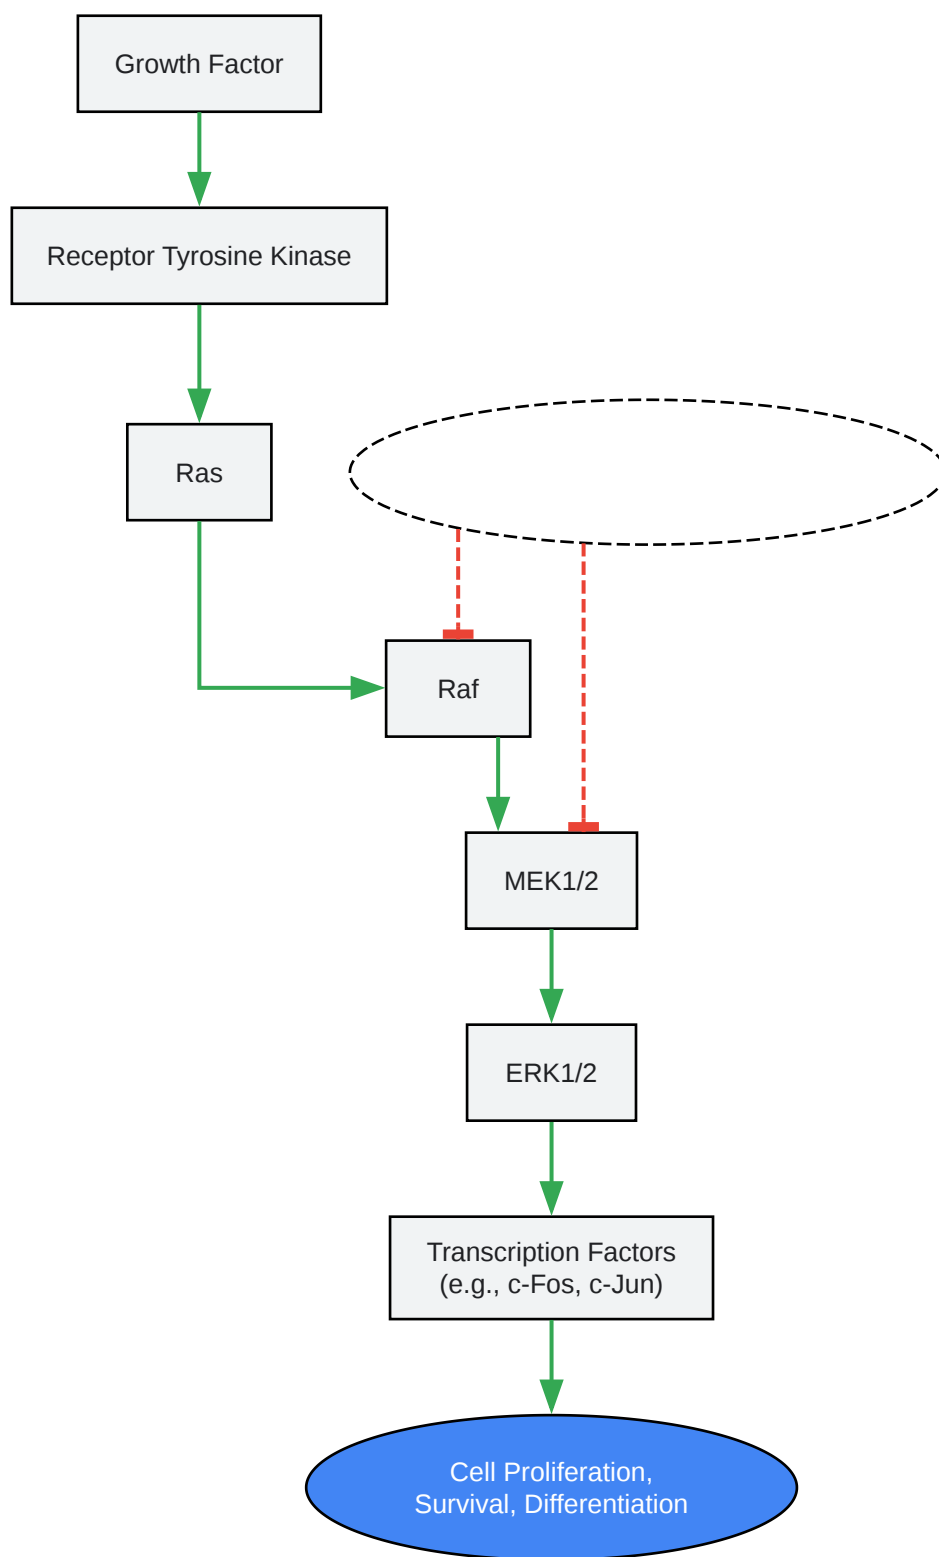 Growth Factor
Receptor Tyrosine Kinase
Ras
Raf
MEK1/2
ERK1/2
Transcription Factors
(e.g., c-Fos, c-Jun)
Cell Proliferation,
Survival, Differentiation